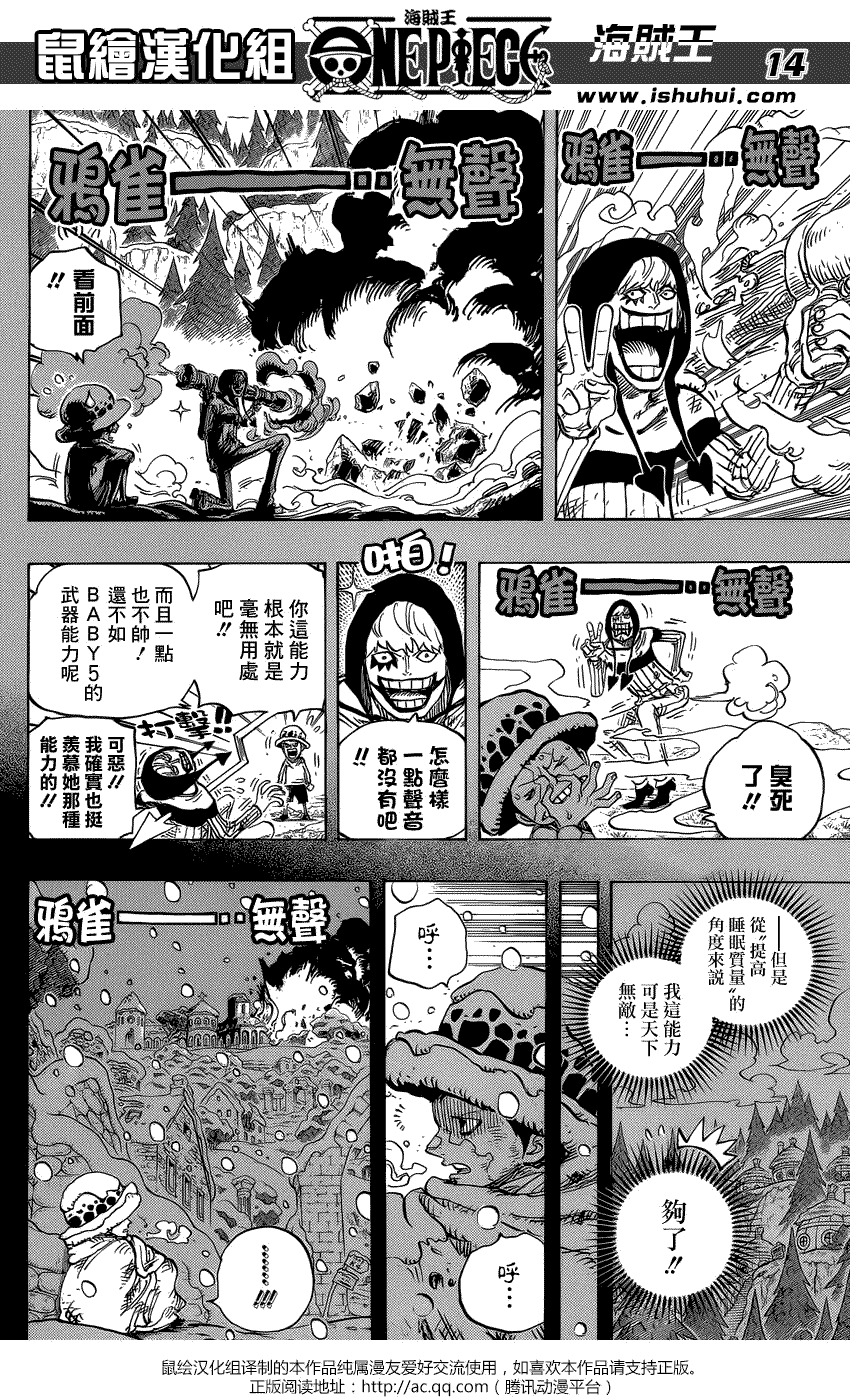 鼠繪漢化組
海賊王
ONE PIECE
海賊王
14
www.ishuhui.com
鴉雀━━‥無聲
鴉雀━━━━‥無聲
看前面
!!
鴉雀━━━‥無聲
臭死
了!!
啪!
怎麼樣
一點聲音
都沒有吧
!!
你這能力
根本就是
毫無用處
吧!!
而且一點
也不帥!
還不如
BABY5的
武器能力呢
打擊!!
可惡!!
我確實也挺
羨慕她那種
能力的!!
──但是
從"提高
睡眠質量"的
角度來說
我這能力
可是天下
無敵…
夠了!!
呼…
呼…
鴉雀━━━‥無聲
……!!!
鼠绘汉化组译制的本作品纯属漫友爱好交流使用，如喜欢本作品请支持正版。
正版阅读地址：http://ac.qq.com（腾讯动漫平台）